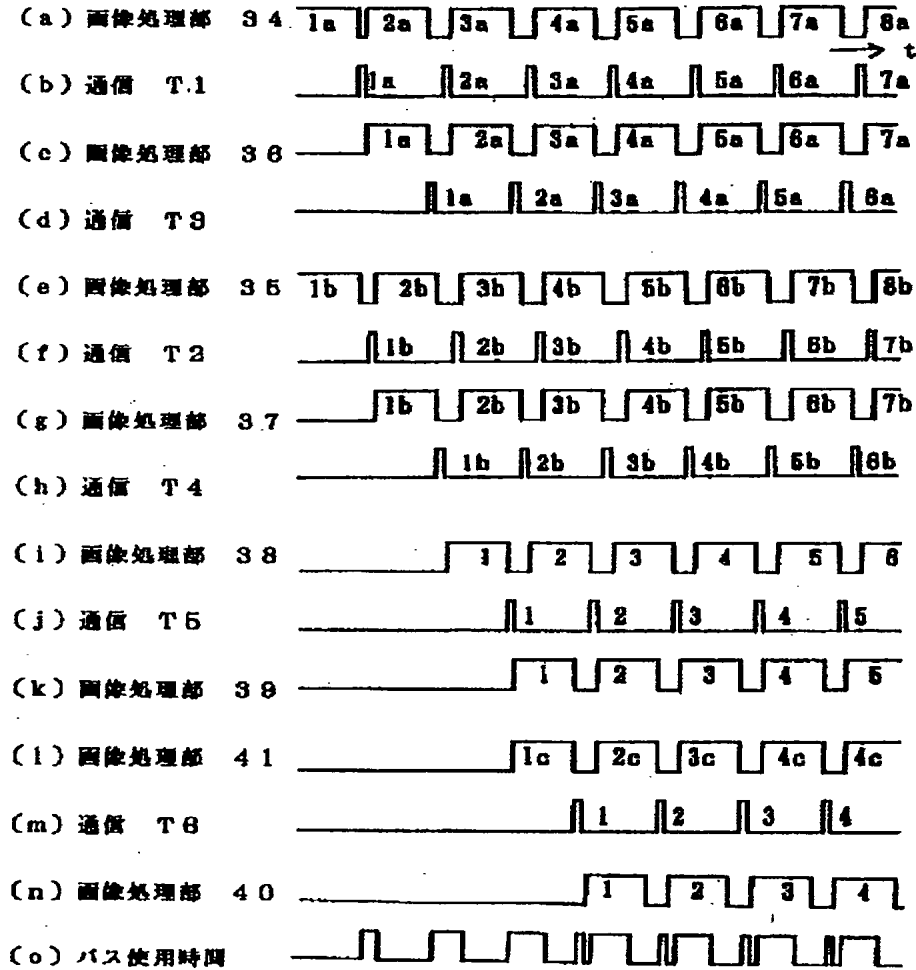 (a) 画像処理部 34 1a 2a 3a 4a 5a 6a 7a 8a
t
(b) 通信 T.1 1a 2a 3a 4a 5a 6a 7a
(c) 画像処理部 36 1a 2a 3a 4a 5a 6a 7a
(d) 通信 T3 1a 2a 3a 4a 5a 6a
(e) 画像処理部 35 1b 2b 3b 4b 5b 6b 7b 8b
(f) 通信 T2 1b 2b 3b 4b 5b 6b 7b
(g) 画像処理部 37 1b 2b 3b 4b 5b 6b 7b
(h) 通信 T4 1b 2b 3b 4b 5b 6b
(i) 画像処理部 38 1 2 3 4 5 6
(j) 通信 T5 1 2 3 4 5
(k) 画像処理部 39 1 2 3 4 5
(l) 画像処理部 41 1c 2c 3c 4c 4c
(m) 通信 T6 1 2 3 4
(n) 画像処理部 40 1 2 3 4
(o) バス使用時間